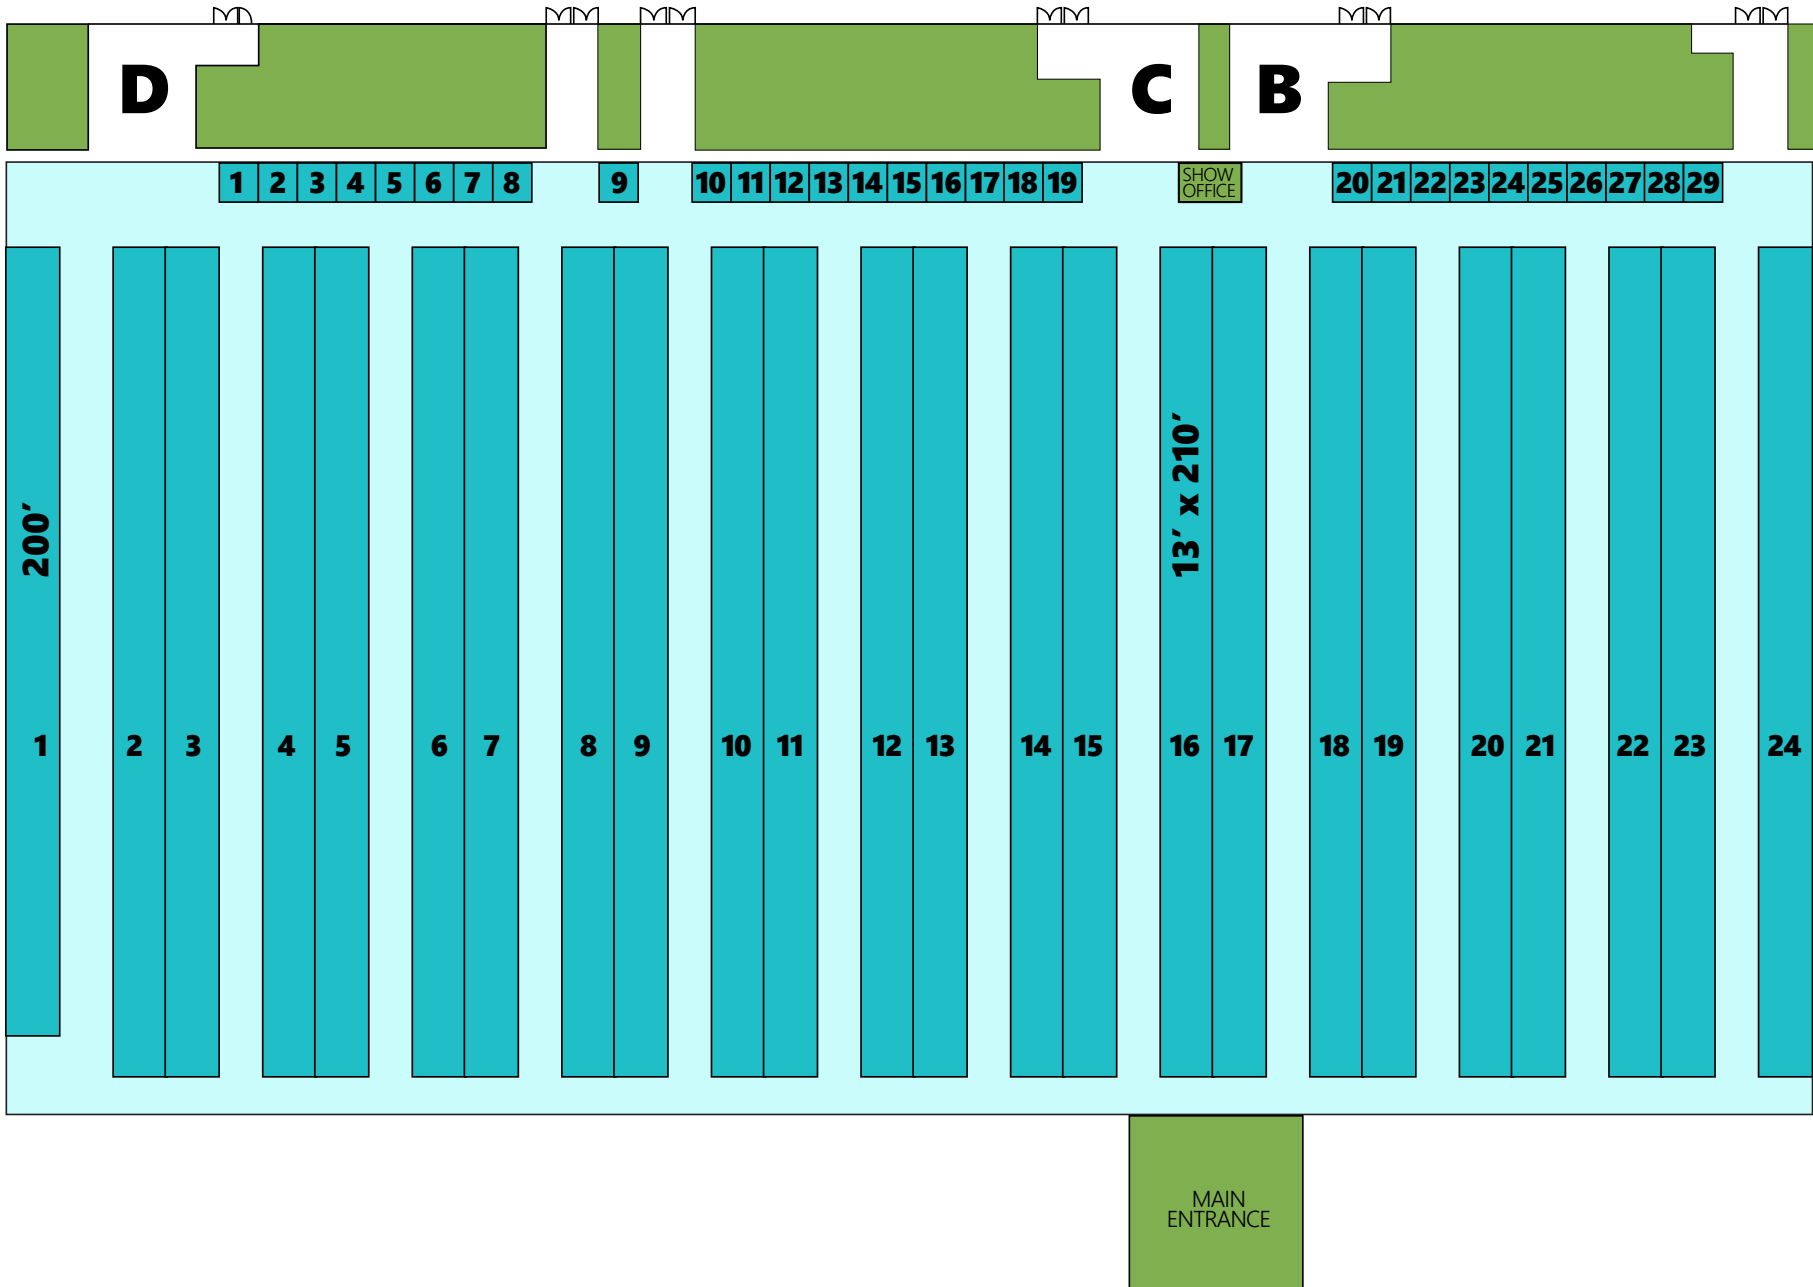 D
C
B
1 2 3 4 5 6 7 8 9 10 11 12 13 14 15 16 17 18 19
SHOW
OFFICE
20 21 22 23 24 25 26 27 28 29
200′
13′ x 210′
1 2 3 4 5 6 7 8 9 10 11 12 13 14 15 16 17 18 19 20 21 22 23 24
MAIN
ENTRANCE